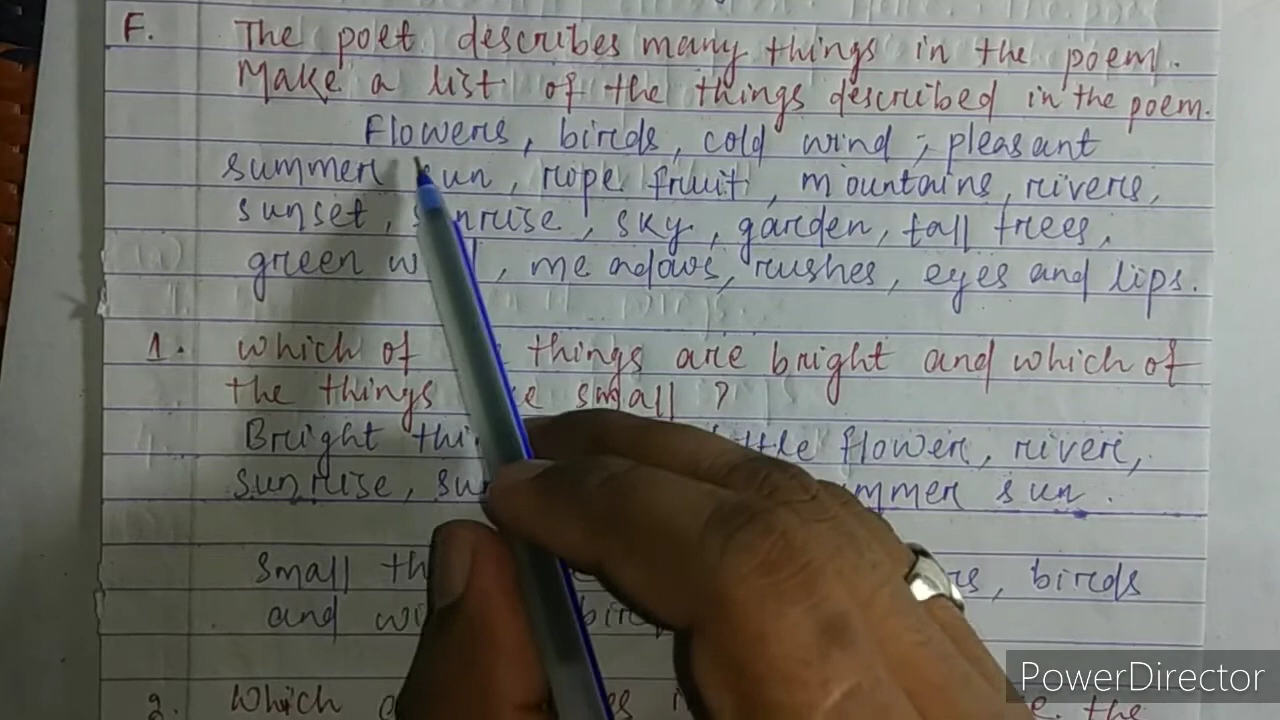 F. The poet describes many things in the poem.
Make a list of the things described in the poem.
Flowers, birds, cold wind, pleasant
summer sun, ripe fruit, mountains, rivers,
sunset, sunrise, sky, garden, tall trees,
green, meadows, rushes, eyes and lips.
1. Which of things are bright and which of
the things small?
Bright flower, river,
sunrise, sun.
Small birds
and
2. Which the
PowerDirector